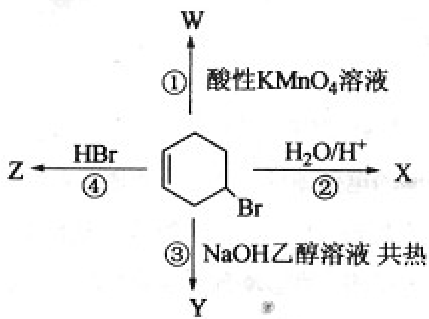 W
① 酸性KMnO₄溶液
Z HBr ④
H₂O/H⁺ ② X
Br
③ NaOH乙醇溶液 共热
Y